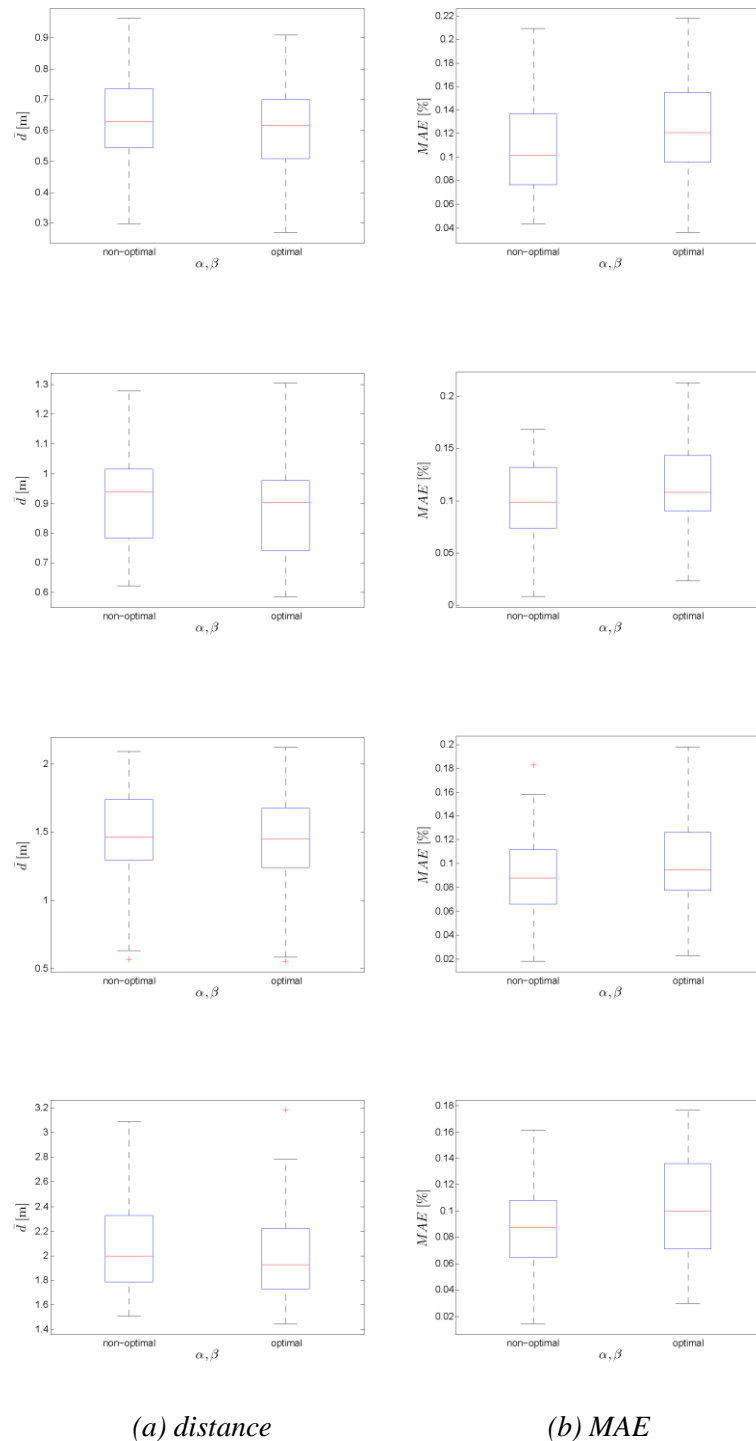 0.9
0.8
0.7
0.6
0.5
0.4
0.3
d̄ [m]
non-optimal
optimal
α, β
0.22
0.2
0.18
0.16
0.14
0.12
0.1
0.08
0.06
0.04
MAE [%]
non-optimal
optimal
α, β
1.3
1.2
1.1
1
0.9
0.8
0.7
0.6
d̄ [m]
non-optimal
optimal
α, β
0.2
0.15
0.1
0.05
0
MAE [%]
non-optimal
optimal
α, β
2
1.5
1
0.5
d̄ [m]
non-optimal
optimal
α, β
0.2
0.18
0.16
0.14
0.12
0.1
0.08
0.06
0.04
0.02
MAE [%]
non-optimal
optimal
α, β
3.2
3
2.8
2.6
2.4
2.2
2
1.8
1.6
1.4
d̄ [m]
non-optimal
optimal
α, β
0.18
0.16
0.14
0.12
0.1
0.08
0.06
0.04
0.02
MAE [%]
non-optimal
optimal
α, β
(a) distance
(b) MAE